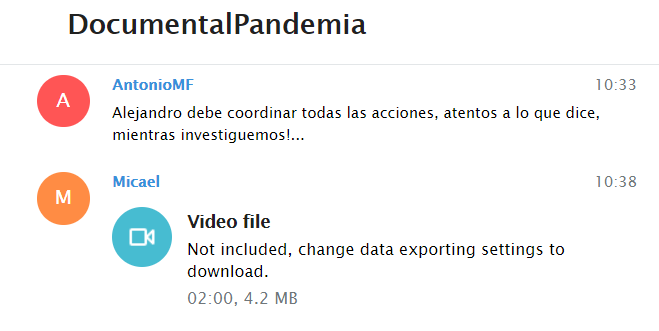 DocumentalPandemia
A
AntonioMF 10:33
Alejandro debe coordinar todas las acciones, atentos a lo que dice,
mientras investiguemos!...
M
Micael 10:38
Video file
Not included, change data exporting settings to
download.
02:00, 4.2 MB